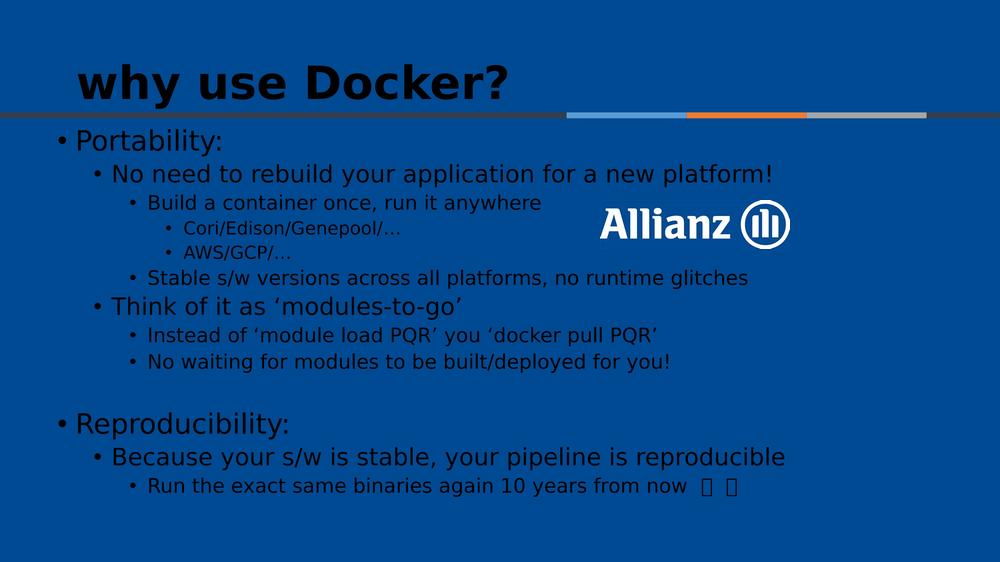 why use Docker?
• Portability:
• No need to rebuild your application for a new platform!
• Build a container once, run it anywhere
• Cori/Edison/Genepool/…
• AWS/GCP/…
Allianz
• Stable s/w versions across all platforms, no runtime glitches
• Think of it as ‘modules-to-go’
• Instead of ‘module load PQR’ you ‘docker pull PQR’
• No waiting for modules to be built/deployed for you!
• Reproducibility:
• Because your s/w is stable, your pipeline is reproducible
• Run the exact same binaries again 10 years from now